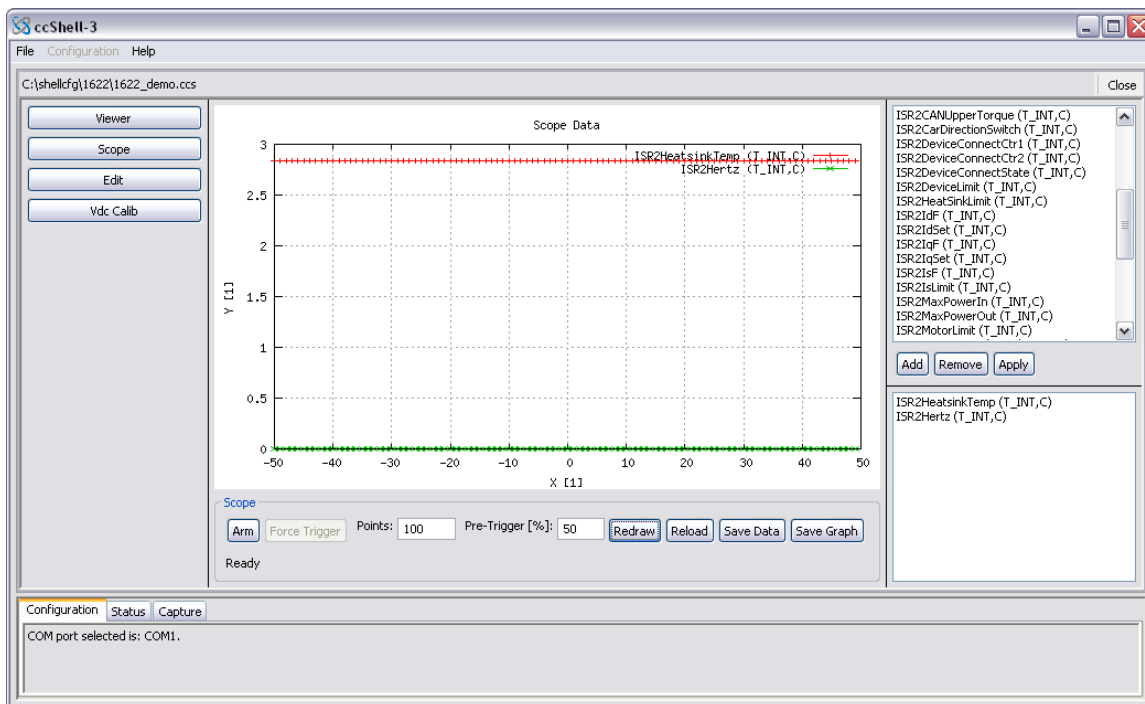 ccShell-3
File Configuration Help
C:\shellcfg\1622\1622_demo.ccs
Close
Viewer
Scope
Edit
Vdc Calib
Scope Data
ISR2HeatsinkTemp (T_INT,C)
ISR2Hertz (T_INT,C)
3
2.5
2
1.5
1
0.5
0
Y [1]
-50 -40 -30 -20 -10 0 10 20 30 40 50
X [1]
Scope
Arm Force Trigger Points: 100 Pre-Trigger [%]: 50 Redraw Reload Save Data Save Graph
Ready
ISR2CANUpperTorque (T_INT,C)
ISR2CarDirectionSwitch (T_INT,C)
ISR2DeviceConnectCtr1 (T_INT,C)
ISR2DeviceConnectCtr2 (T_INT,C)
ISR2DeviceConnectState (T_INT,C)
ISR2DeviceLimit (T_INT,C)
ISR2HeatSinkLimit (T_INT,C)
ISR2IdF (T_INT,C)
ISR2IdSet (T_INT,C)
ISR2IqF (T_INT,C)
ISR2IqSet (T_INT,C)
ISR2IsF (T_INT,C)
ISR2IsLimit (T_INT,C)
ISR2MaxPowerIn (T_INT,C)
ISR2MaxPowerOut (T_INT,C)
ISR2MotorLimit (T_INT,C)
Add Remove Apply
ISR2HeatsinkTemp (T_INT,C)
ISR2Hertz (T_INT,C)
Configuration Status Capture
COM port selected is: COM1.